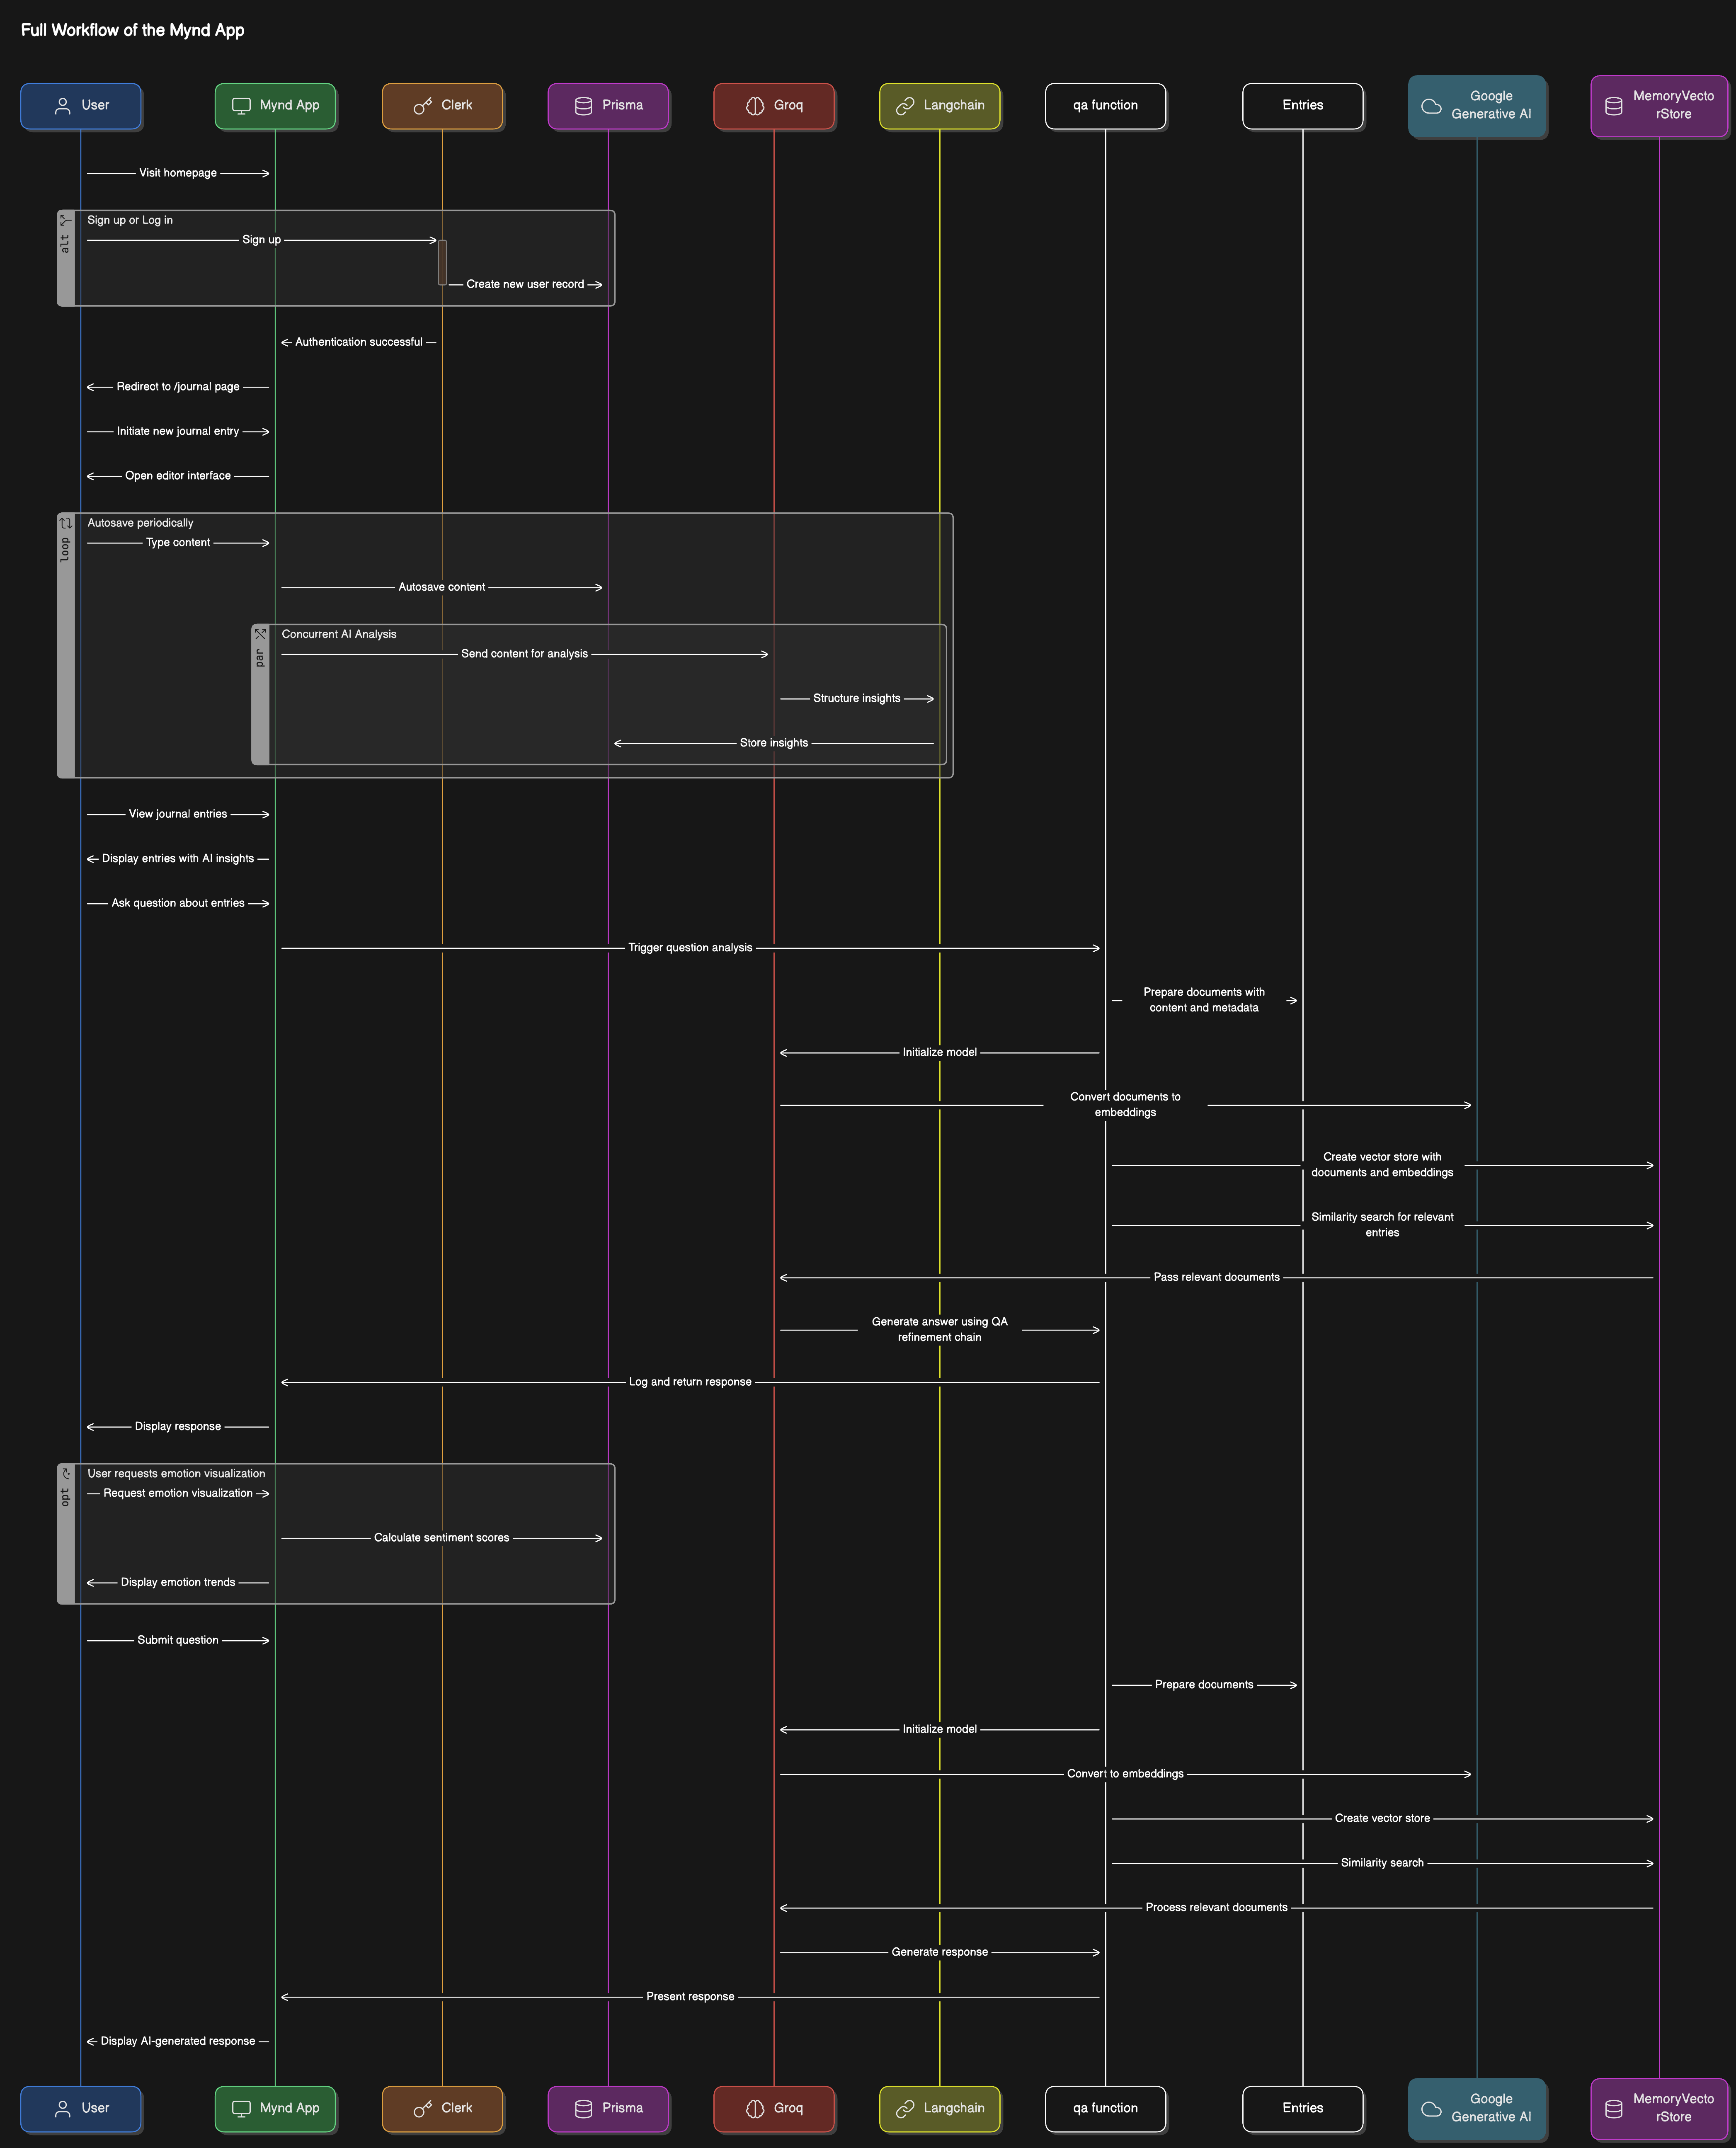 Full Workflow of the Mynd App
User
Mynd App
Clerk
Prisma
Groq
Langchain
qa function
Entries
Google
Generative AI
MemoryVecto
rStore
Visit homepage
alt
Sign up or Log in
Sign up
Create new user record
Authentication successful
Redirect to /journal page
Initiate new journal entry
Open editor interface
loop
Autosave periodically
Type content
Autosave content
par
Concurrent AI Analysis
Send content for analysis
Structure insights
Store insights
View journal entries
Display entries with AI insights
Ask question about entries
Trigger question analysis
Prepare documents with
content and metadata
Initialize model
Convert documents to
embeddings
Create vector store with
documents and embeddings
Similarity search for relevant
entries
Pass relevant documents
Generate answer using QA
refinement chain
Log and return response
Display response
opt
User requests emotion visualization
Request emotion visualization
Calculate sentiment scores
Display emotion trends
Submit question
Prepare documents
Initialize model
Convert to embeddings
Create vector store
Similarity search
Process relevant documents
Generate response
Present response
Display AI-generated response
User
Mynd App
Clerk
Prisma
Groq
Langchain
qa function
Entries
Google
Generative AI
MemoryVecto
rStore